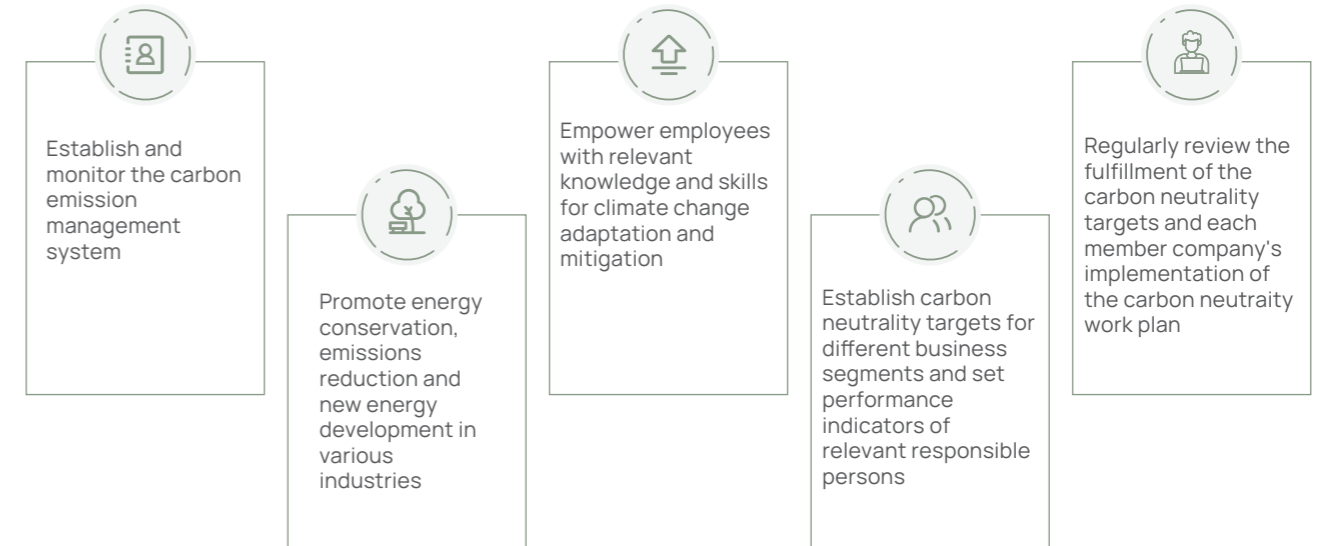 Establish and
monitor the carbon
emission
management
system
Promote energy
conservation,
emissions
reduction and
new energy
development in
various
industries
Empower employees
with relevant
knowledge and skills
for climate change
adaptation and
mitigation
Establish carbon
neutrality targets for
different business
segments and set
performance
indicators of
relevant responsible
persons
Regularly review the
fulfillment of the
carbon neutrality
targets and each
member company's
implementation of
the carbon neutraity
work plan